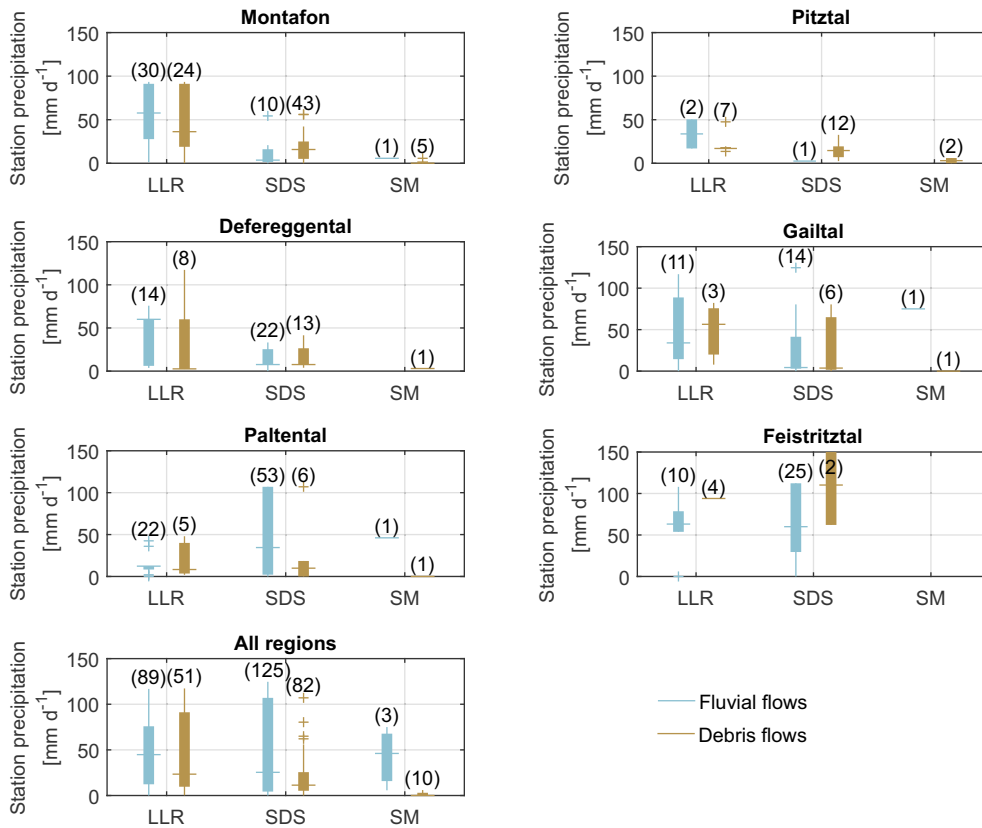 Montafon
Station precipitation
[mm d⁻¹]
150
100
50
0
(30) (24)
(10) (43)
(1) (5)
LLR SDS SM
Pitztal
Station precipitation
[mm d⁻¹]
150
100
50
0
(2) (7)
(1) (12)
(2)
LLR SDS SM
Defereggental
Station precipitation
[mm d⁻¹]
150
100
50
0
(14) (8)
(22) (13)
(1)
LLR SDS SM
Gailtal
Station precipitation
[mm d⁻¹]
150
100
50
0
(11) (3)
(14) (6)
(1) (1)
LLR SDS SM
Paltental
Station precipitation
[mm d⁻¹]
150
100
50
0
(22) (5)
(53) (6)
(1) (1)
LLR SDS SM
Feistritztal
Station precipitation
[mm d⁻¹]
150
100
50
0
(10) (4)
(25) (2)
LLR SDS SM
All regions
Station precipitation
[mm d⁻¹]
150
100
50
0
(89) (51)
(125) (82)
(3) (10)
LLR SDS SM
Fluvial flows
Debris flows